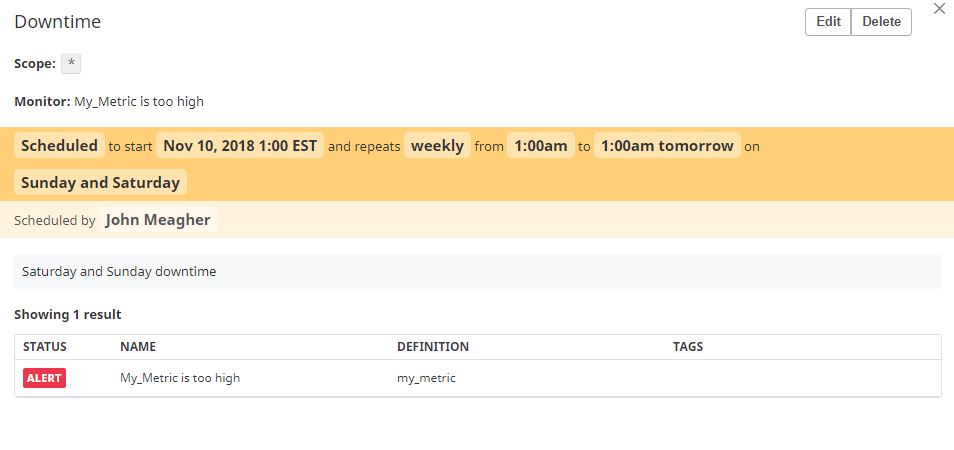 Downtime
Edit Delete
Scope: *
Monitor: My_Metric is too high
Scheduled to start Nov 10, 2018 1:00 EST and repeats weekly from 1:00am to 1:00am tomorrow on
Sunday and Saturday
Scheduled by John Meagher
Saturday and Sunday downtime
Showing 1 result
STATUS NAME DEFINITION TAGS
ALERT My_Metric is too high my_metric